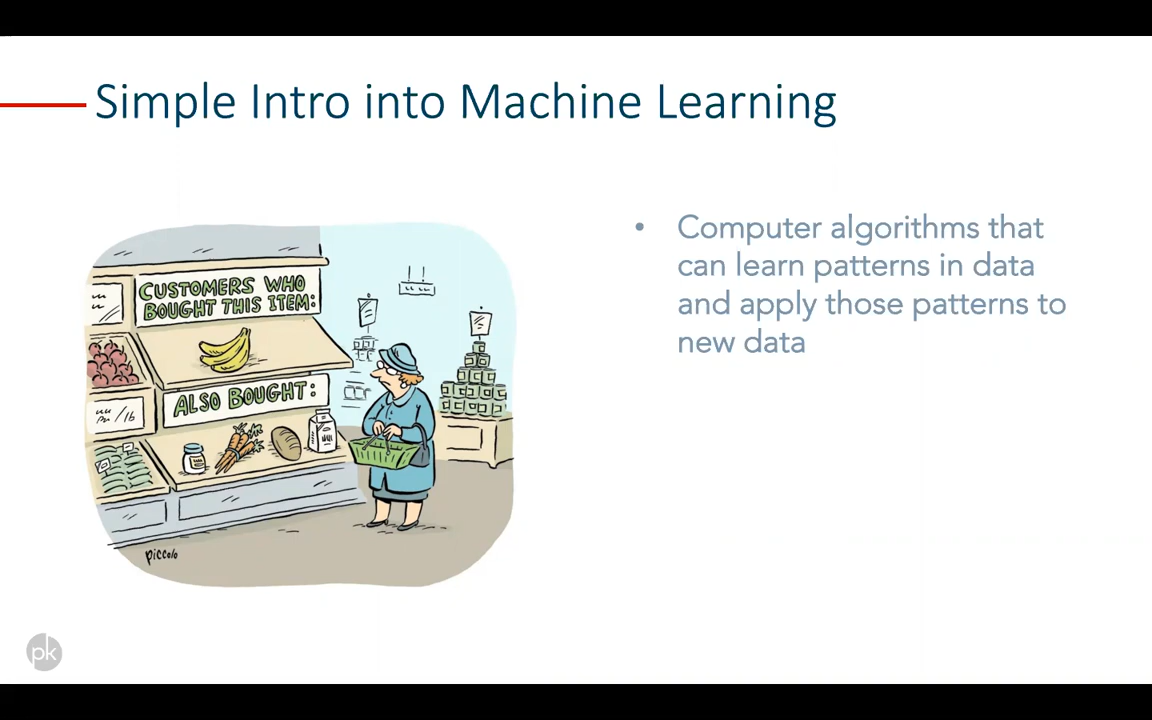 Simple Intro into Machine Learning
CUSTOMERS WHO
BOUGHT THIS ITEM:
ALSO BOUGHT:
/lb
piccolo
• Computer algorithms that
can learn patterns in data
and apply those patterns to
new data
pk